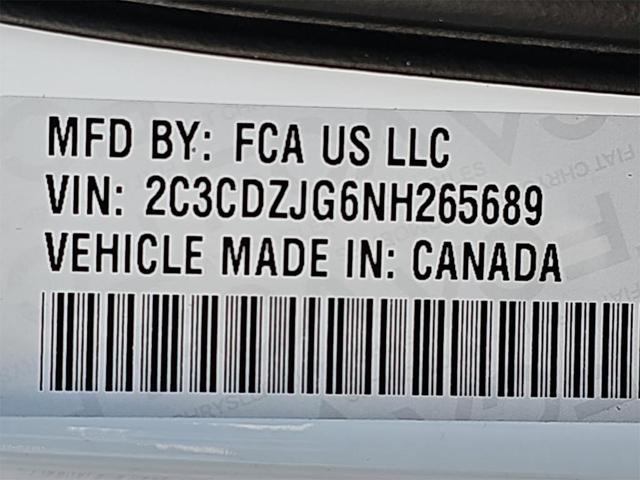 MFD BY: FCA US LLC
VIN: 2C3CDZJG6NH265689
VEHICLE MADE IN: CANADA